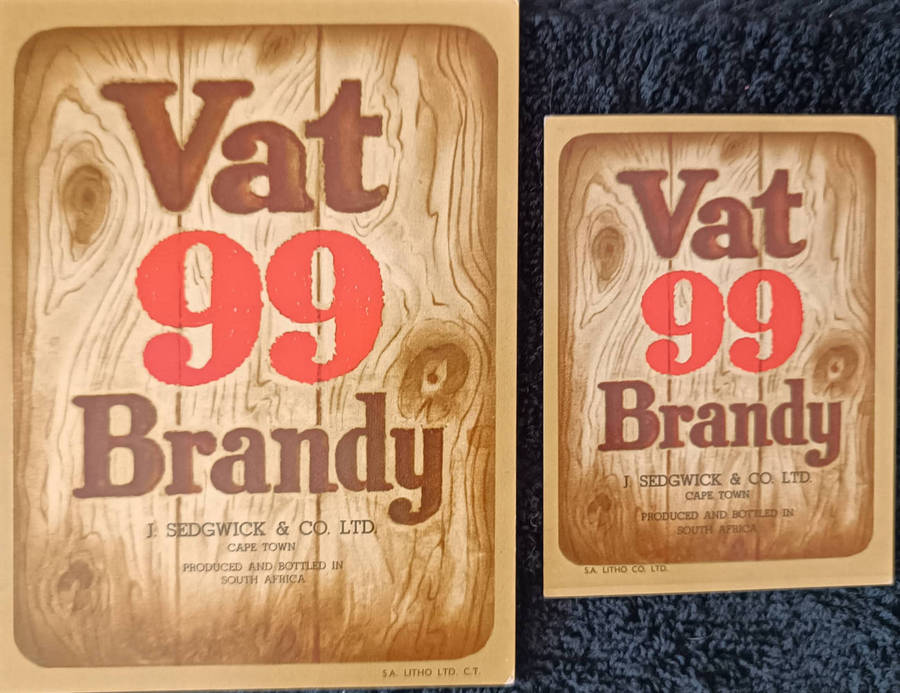 Vat
99
Brandy
J. SEDGWICK & CO. LTD.
CAPE TOWN
PRODUCED AND BOTTLED IN
SOUTH AFRICA
S.A. LITHO LTD. C.T.
Vat
99
Brandy
J. SEDGWICK & CO. LTD.
CAPE TOWN
PRODUCED AND BOTTLED IN
SOUTH AFRICA
S.A. LITHO CO. LTD.